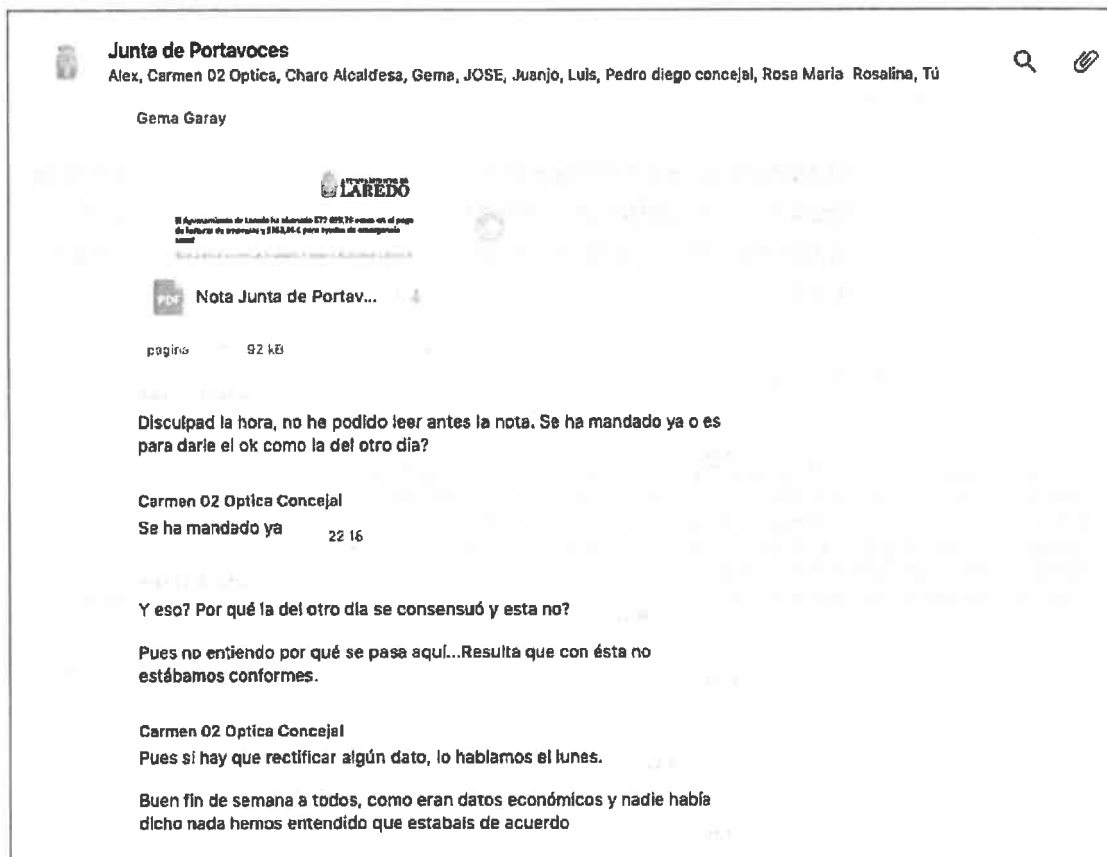 Junta de Portavoces
Alex, Carmen 02 Optica, Charo Alcaldesa, Gema, JOSE, Juanjo, Luis, Pedro diego concejal, Rosa Maria Rosalina, Tú
Gema Garay
AYUNTAMIENTO DE
LAREDO
PDF Nota Junta de Portav...
pagina 92 kB
Disculpad la hora, no he podido leer antes la nota. Se ha mandado ya o es
para darle el ok como la del otro dia?
Carmen 02 Optica Concejal
Se ha mandado ya 22 16
Y eso? Por qué la del otro dia se consensuó y esta no?
Pues no entiendo por qué se pasa aquí...Resulta que con ésta no
estábamos conformes.
Carmen 02 Optica Concejal
Pues si hay que rectificar algún dato, lo hablamos el lunes.
Buen fin de semana a todos, como eran datos económicos y nadie había
dicho nada hemos entendido que estabais de acuerdo